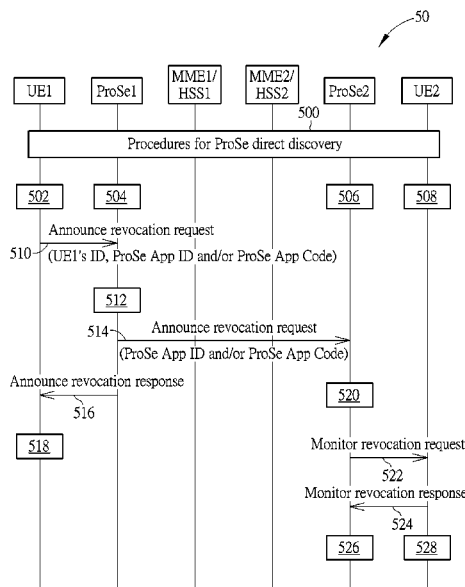 50
UE1
ProSe1
MME1/
HSS1
MME2/
HSS2
ProSe2
UE2
500
Procedures for ProSe direct discovery
502
504
506
508
Announce revocation request
510
(UE1's ID, ProSe App ID and/or ProSe App Code)
512
514
Announce revocation request
(ProSe App ID and/or ProSe App Code)
Announce revocation response
516
520
518
Monitor revocation request
522
Monitor revocation response
524
526
528